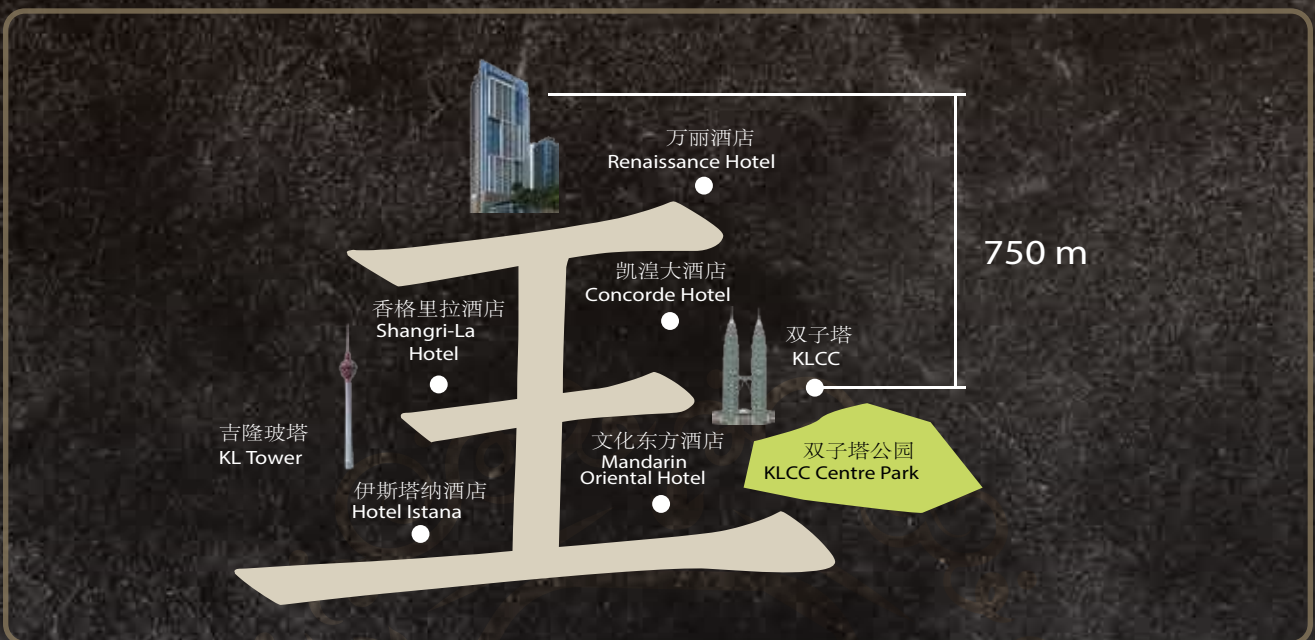 万丽酒店
Renaissance Hotel
750 m
凯湟大酒店
Concorde Hotel
香格里拉酒店
Shangri-La
Hotel
双子塔
KLCC
吉隆玻塔
KL Tower
文化东方酒店
Mandarin
Oriental Hotel
双子塔公园
KLCC Centre Park
伊斯塔纳酒店
Hotel Istana
王